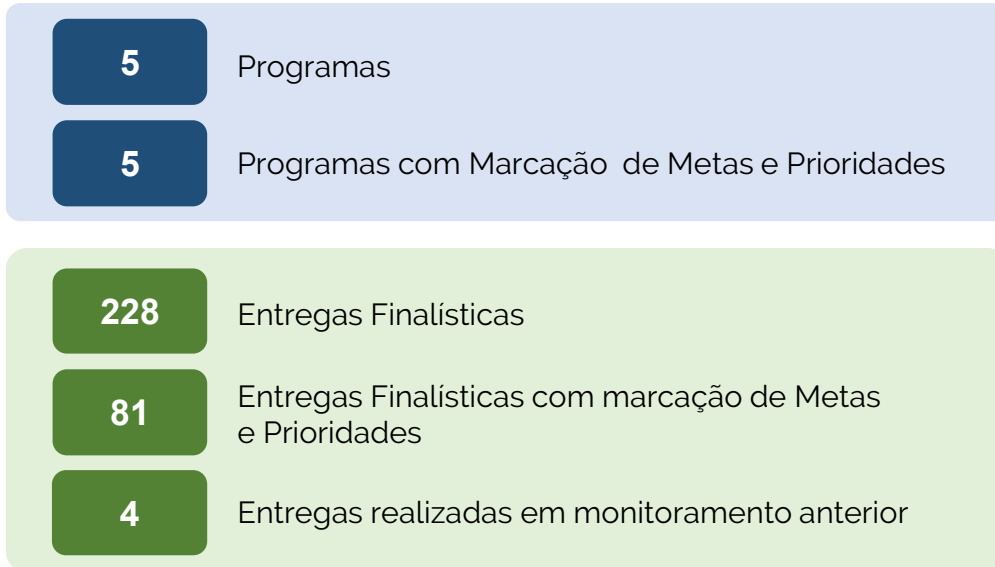 5
Programas
5
Programas com Marcação  de Metas e Prioridades
228
Entregas Finalísticas
81
Entregas Finalísticas com marcação de Metas
e Prioridades
4
Entregas realizadas em monitoramento anterior